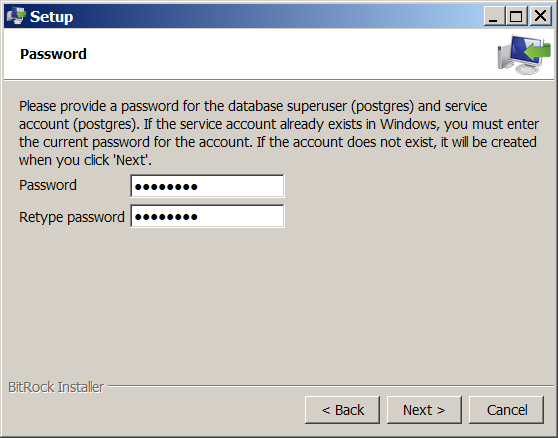 Setup
Password
Please provide a password for the database superuser (postgres) and service
account (postgres). If the service account already exists in Windows, you must enter
the current password for the account. If the account does not exist, it will be created
when you click 'Next'.
Password ●●●●●●●●
Retype password ●●●●●●●●
BitRock Installer
< Back Next > Cancel